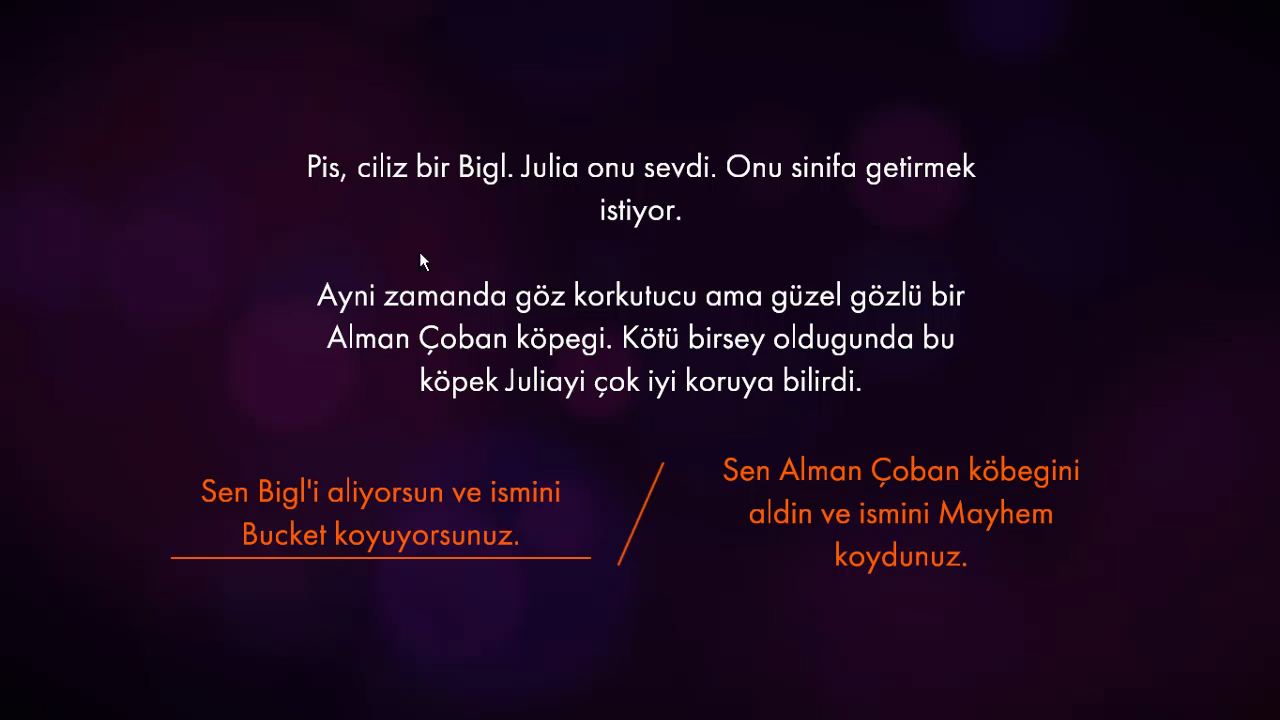 Pis, ciliz bir Bigl. Julia onu sevdi. Onu sinifa getirmek
istiyor.
Ayni zamanda göz korkutucu ama güzel gözlü bir
Alman Çoban köpegi. Kötü birsey oldugunda bu
köpek Juliayi çok iyi koruya bilirdi.
Sen Bigl'i aliyorsun ve ismini
Bucket koyuyorsunuz.
Sen Alman Çoban köbegini
aldin ve ismini Mayhem
koydunuz.